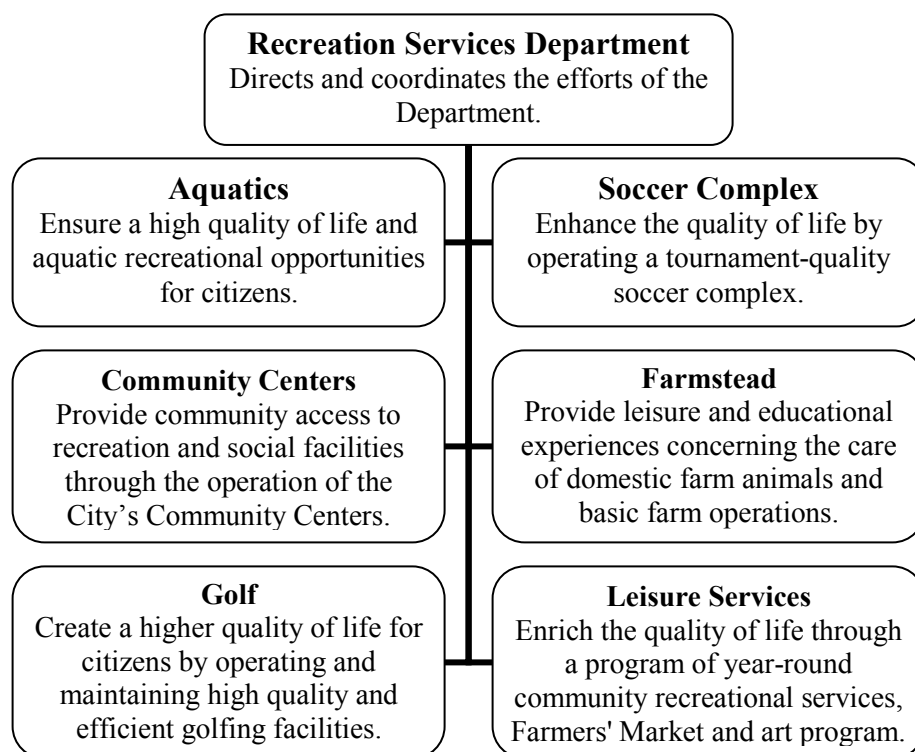 Recreation Services Department
Directs and coordinates the efforts of the
Department.
Aquatics
Ensure a high quality of life and
aquatic recreational opportunities
for citizens.
Soccer Complex
Enhance the quality of life by
operating a tournament-quality
soccer complex.
Community Centers
Provide community access to
recreation and social facilities
through the operation of the
City’s Community Centers.
Farmstead
Provide leisure and educational
experiences concerning the care
of domestic farm animals and
basic farm operations.
Golf
Create a higher quality of life for
citizens by operating and
maintaining high quality and
efficient golfing facilities.
Leisure Services
Enrich the quality of life through
a program of year-round
community recreational services,
Farmers' Market and art program.